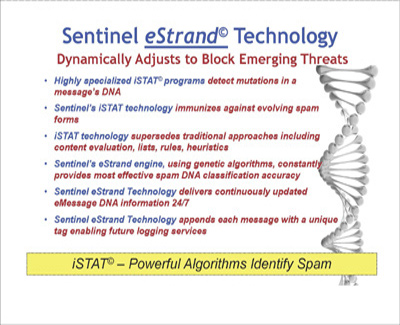 Sentinel eStrand© Technology
Dynamically Adjusts to Block Emerging Threats
• Highly specialized iSTAT© programs detect mutations in a
message's DNA
• Sentinel's iSTAT technology immunizes against evolving spam
forms
• iSTAT technology supersedes traditional approaches including
content evaluation, lists, rules, heuristics
• Sentinel's eStrand engine, using genetic algorithms, constantly
provides most effective spam DNA classification accuracy
• Sentinel eStrand Technology delivers continuously updated
eMessage DNA information 24/7
• Sentinel eStrand Technology appends each message with a unique
tag enabling future logging services
iSTAT© – Powerful Algorithms Identify Spam